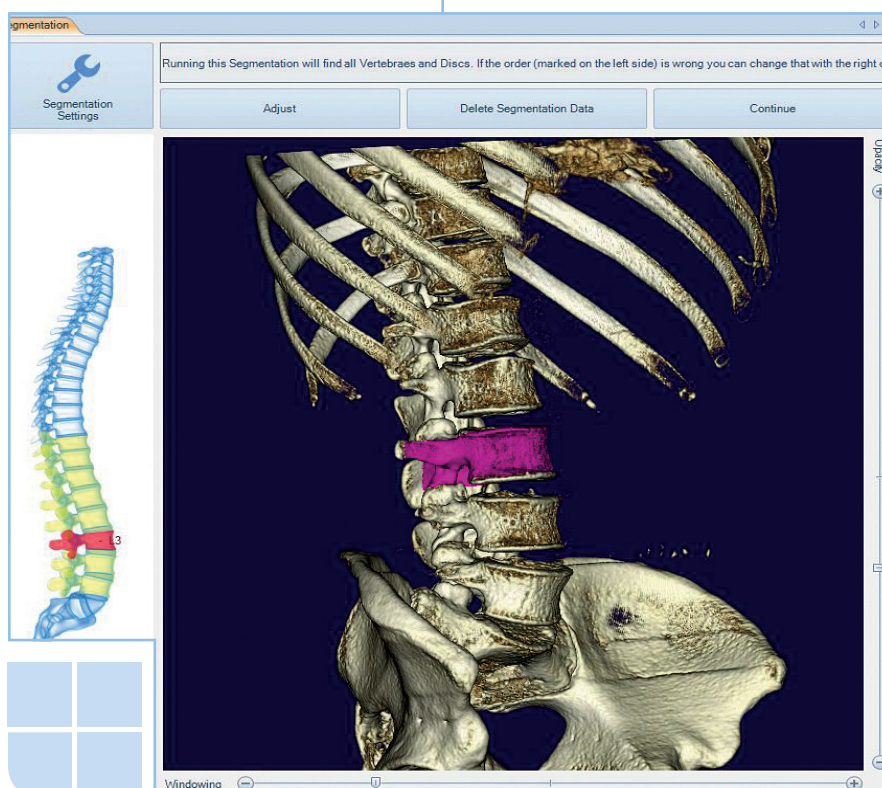 egmentation
Segmentation
Settings
Running this Segmentation will find all Vertebraes and Discs. If the order (marked on the left side) is wrong you can change that with the right
Adjust
Delete Segmentation Data
Continue
Opacity
L3
Windowing